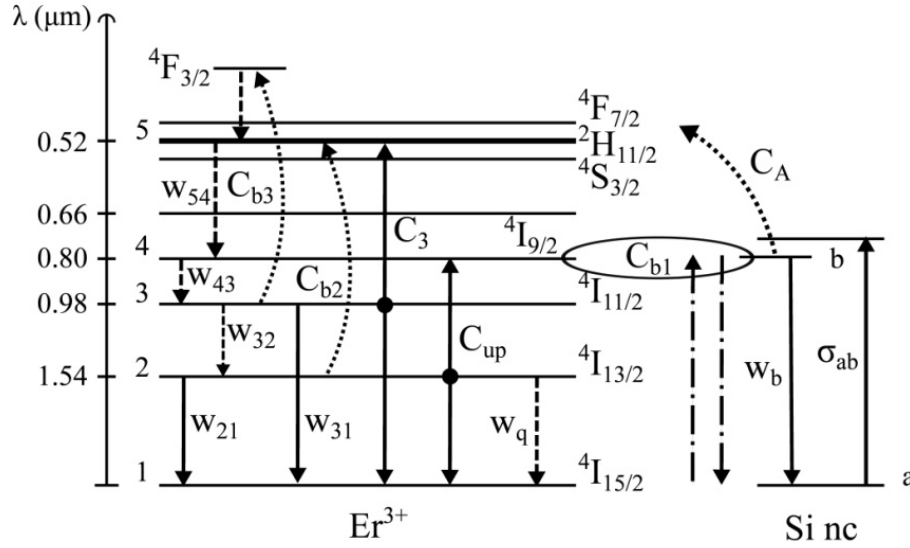 λ (μm)
⁴F₃/₂
⁴F₇/₂
5
0.52
²H₁₁/₂
⁴S₃/₂
w₅₄
C_b3
C_A
0.66
C₃
⁴I₉/₂
4
0.80
C_b1
b
w₄₃
C_b2
3
0.98
⁴I₁₁/₂
w₃₂
C_up
w_b
σ_ab
2
1.54
⁴I₁₃/₂
w₂₁
w₃₁
w_q
1
⁴I₁₅/₂
a
Er³⁺
Si nc